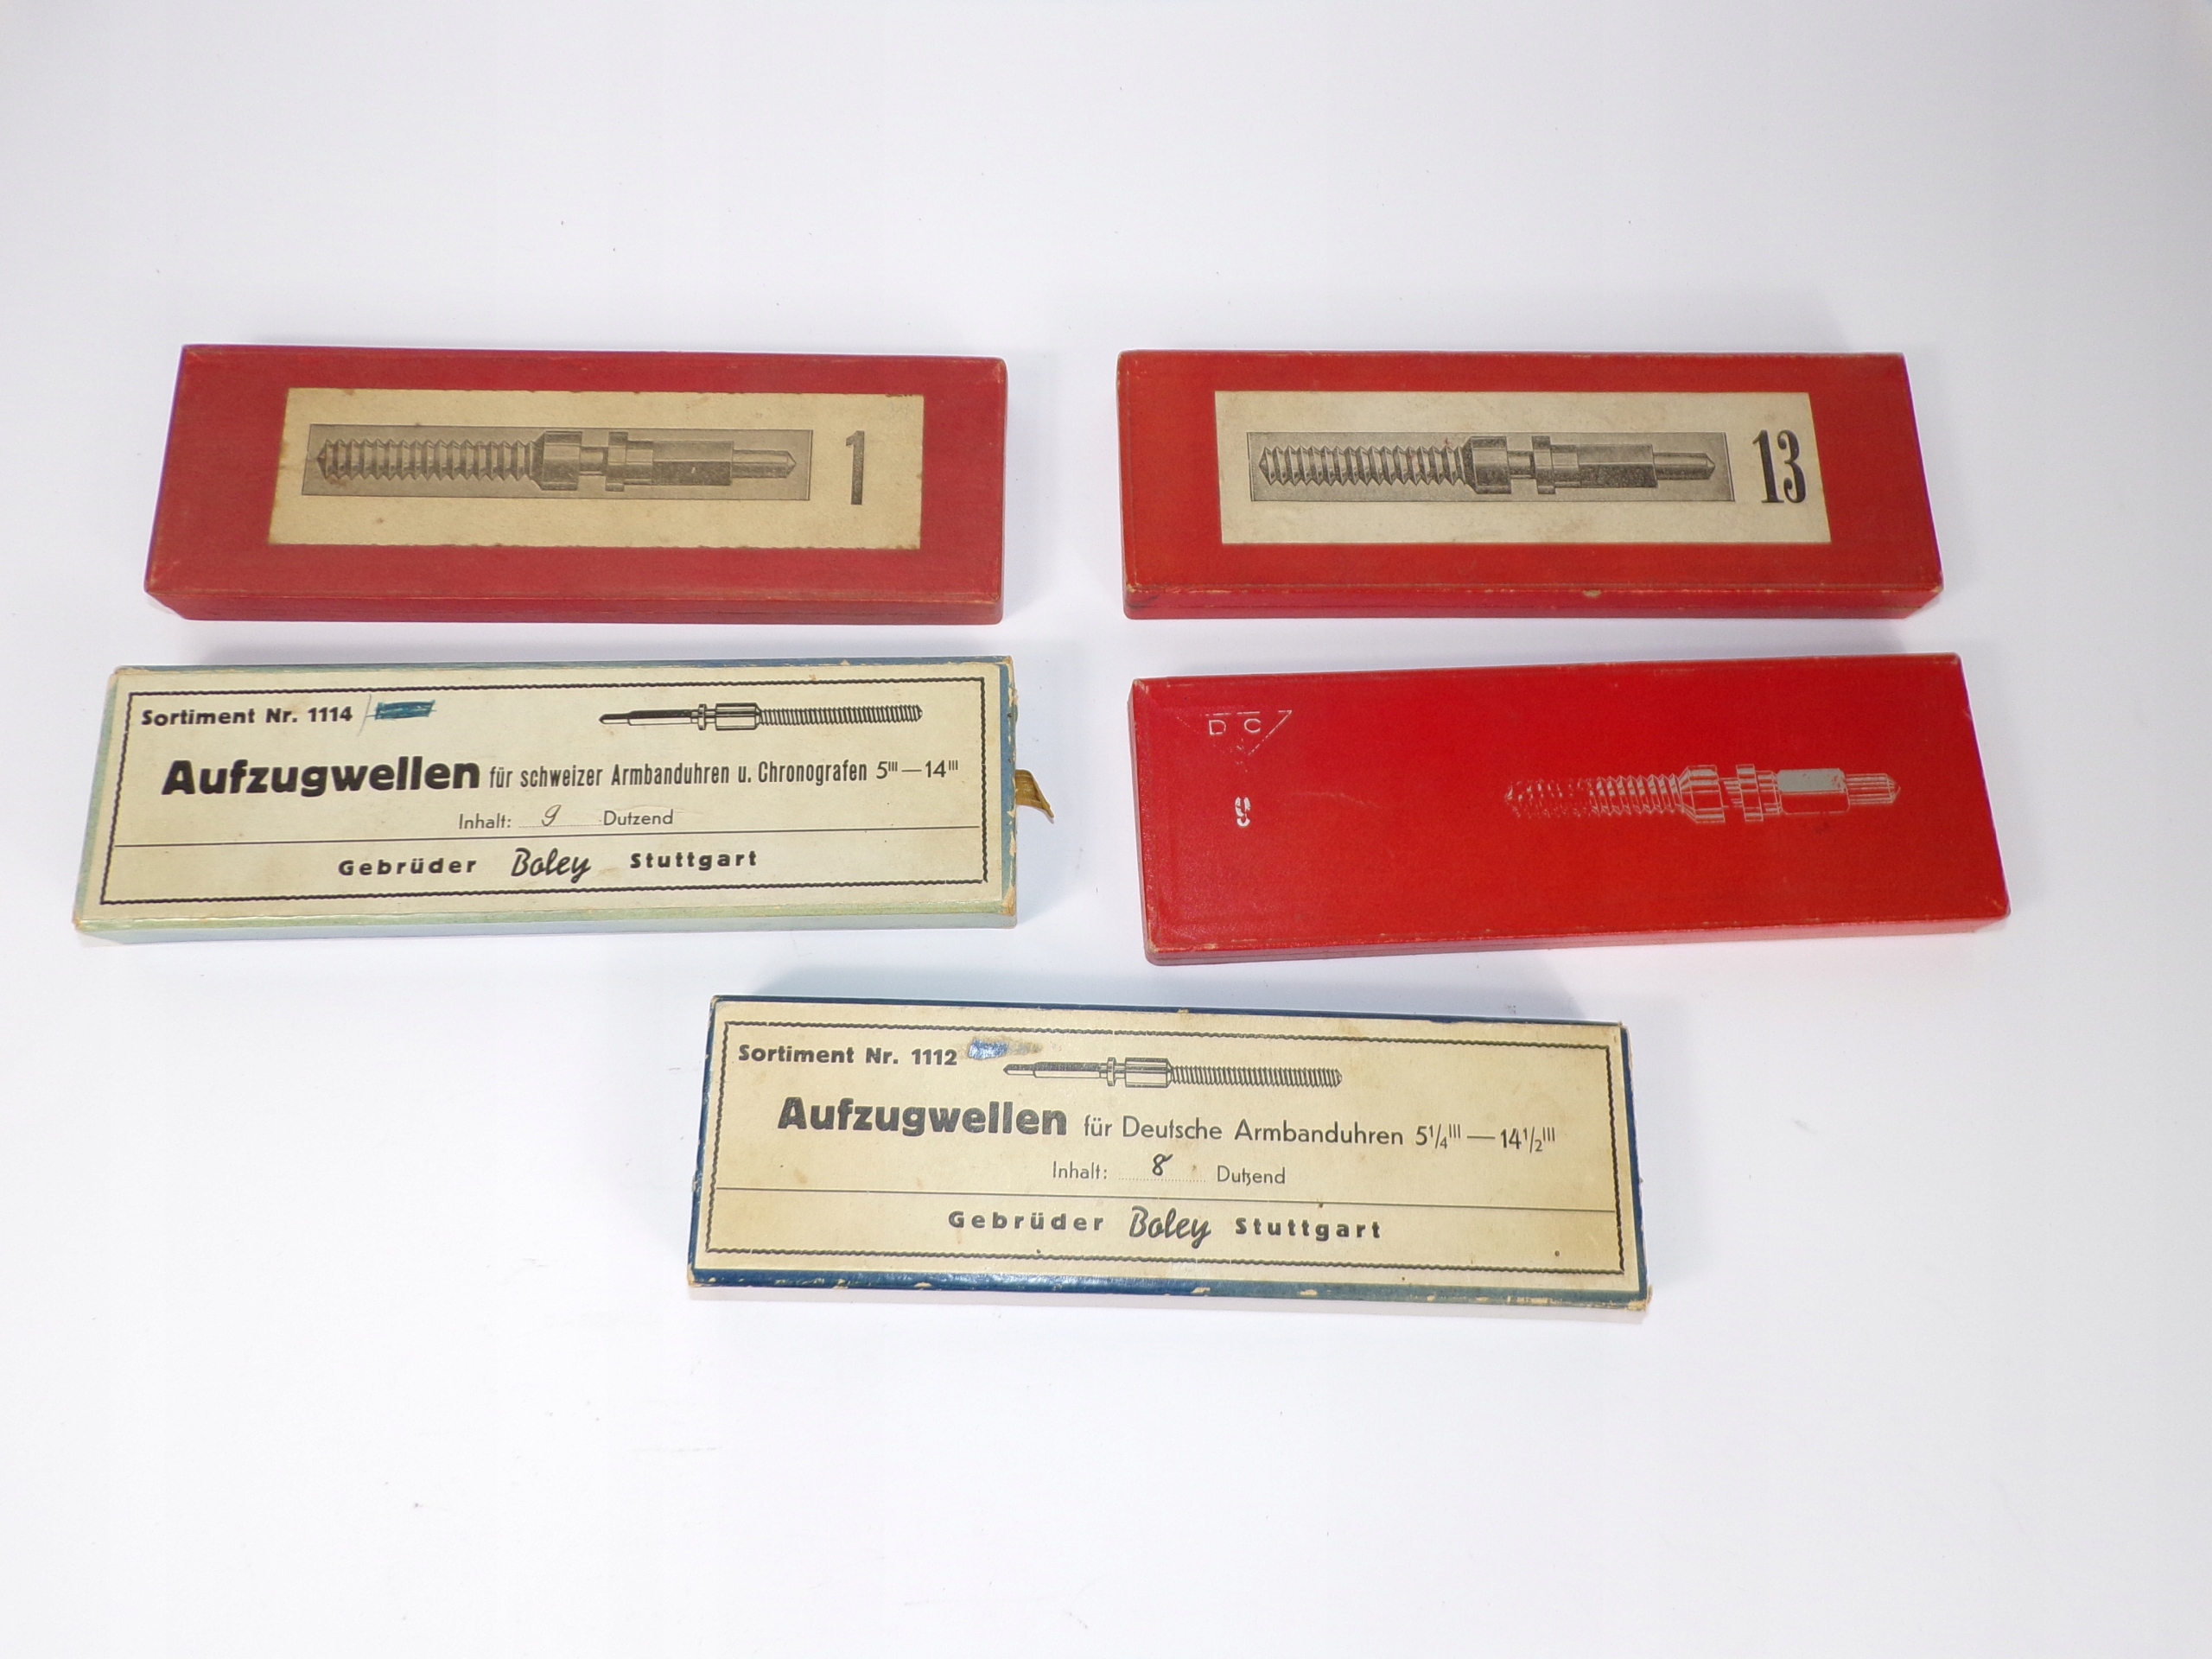 1
13
Sortiment Nr. 1114
Aufzugwellen für schweizer Armbanduhren u. Chronografen 5''' — 14'''
Inhalt: 9 Dutzend
Gebrüder Boley Stuttgart
D C
9
Sortiment Nr. 1112
Aufzugwellen für Deutsche Armbanduhren 5¼''' — 14½'''
Inhalt: 8 Dutzend
Gebrüder Boley Stuttgart